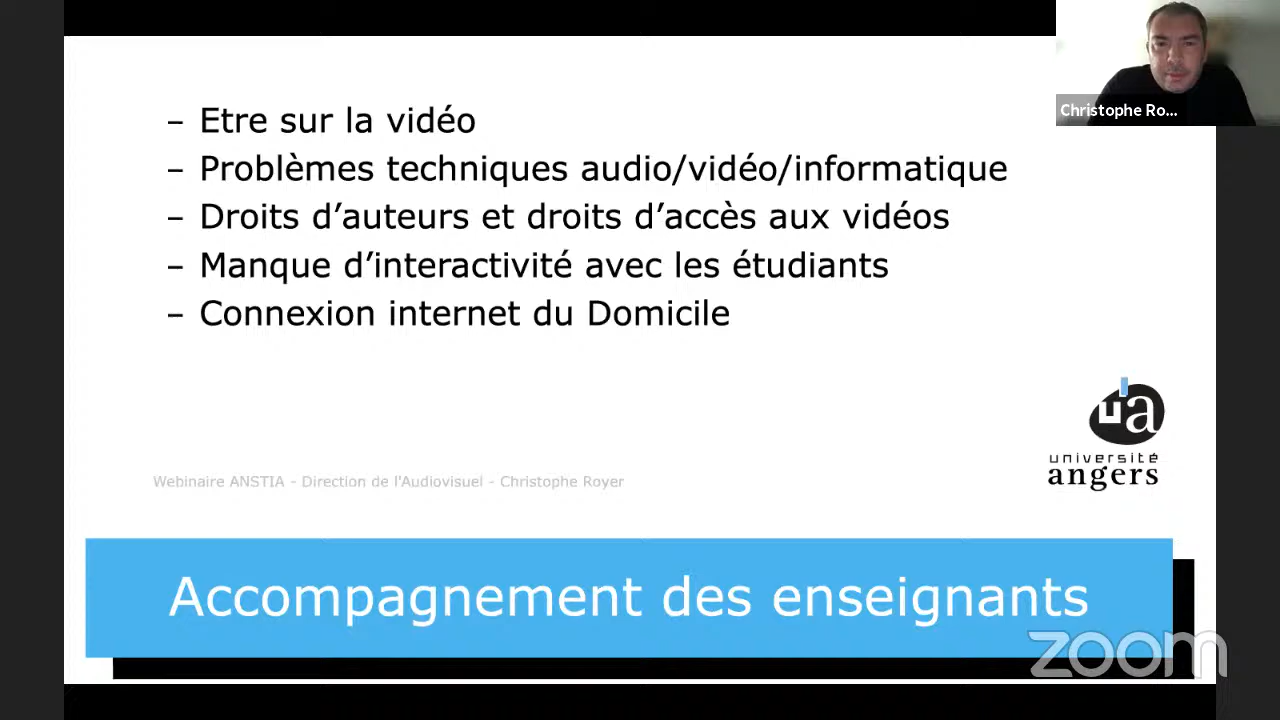 – Etre sur la vidéo
– Problèmes techniques audio/vidéo/informatique
– Droits d’auteurs et droits d’accès aux vidéos
– Manque d’interactivité avec les étudiants
– Connexion internet du Domicile
Christophe Ro...
ua
université
angers
Webinaire ANSTIA - Direction de l'Audiovisuel - Christophe Royer
Accompagnement des enseignants
zoom